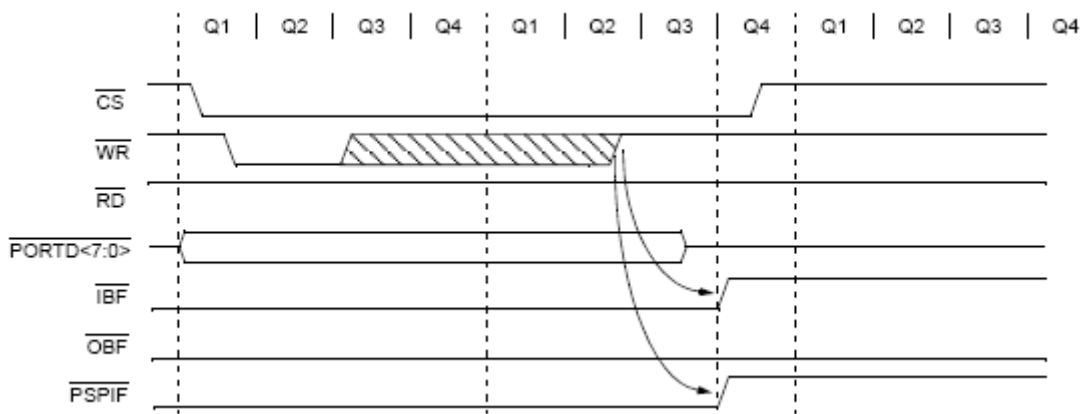 Q1 | Q2 | Q3 | Q4 | Q1 | Q2 | Q3 | Q4 | Q1 | Q2 | Q3 | Q4
CS
WR
RD
PORTD<7:0>
IBF
OBF
PSPIF